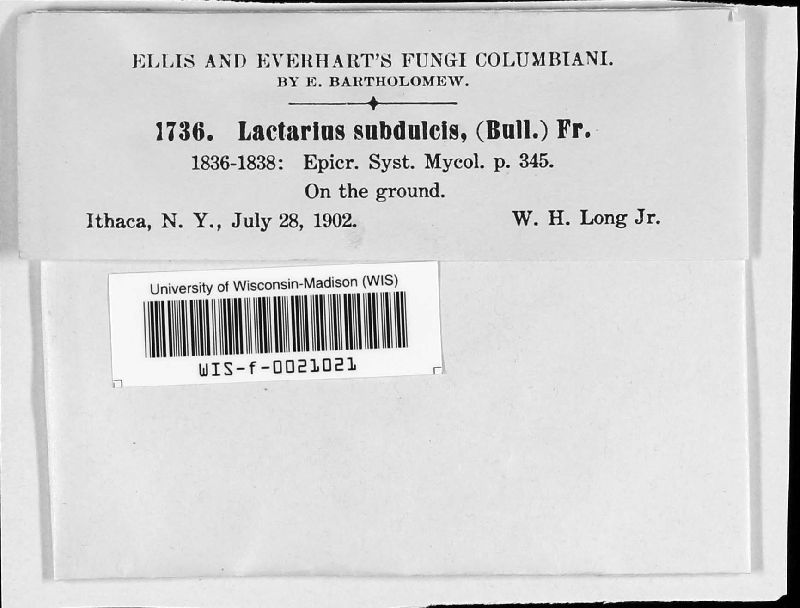 ELLIS AND EVERHART'S FUNGI COLUMBIANI.
BY E. BARTHOLOMEW.
1736. Lactarius subdulcis, (Bull.) Fr.
1836-1838: Epicr. Syst. Mycol. p. 345.
On the ground.
Ithaca, N. Y., July 28, 1902. W. H. Long Jr.
University of Wisconsin-Madison (WIS)
WIS-f-0021021